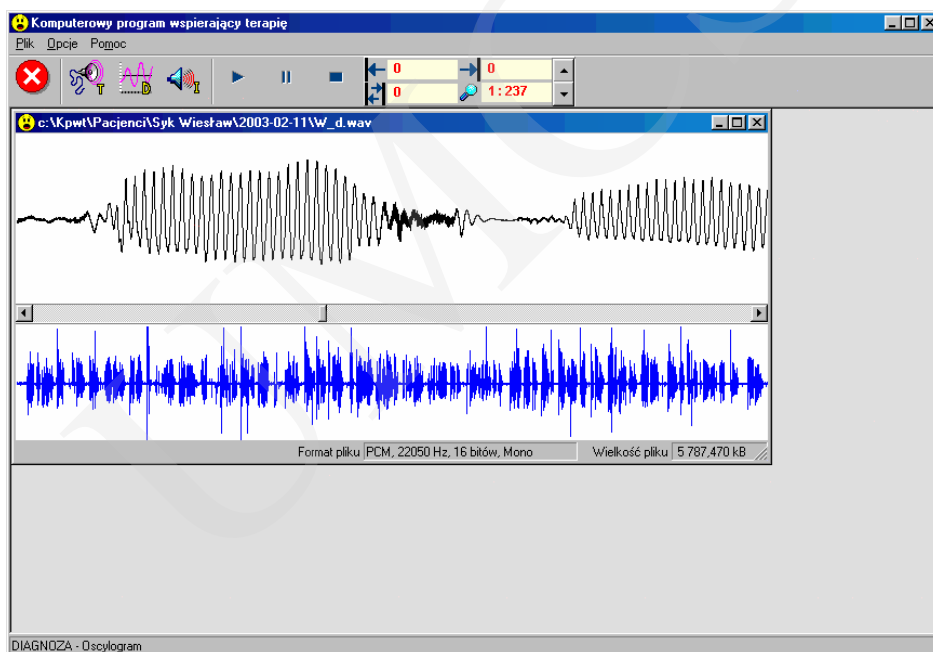 Komputerowy program wspierający terapię
Plik Opcje Pomoc
T D I 0 0
0 1:237
c:\Kpwt\Pacjenci\Syk Wiesław\2003-02-11\W_d.wav
Format pliku PCM, 22050 Hz, 16 bitów, Mono Wielkość pliku 5 787,470 kB
DIAGNOZA - Oscylogram
UMCS